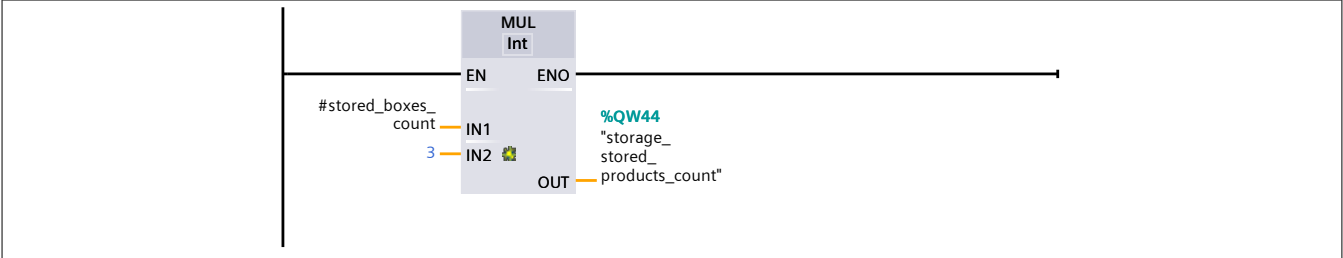 MUL
Int
EN ENO
#stored_boxes_
count IN1
3 IN2
%QW44
"storage_
stored_
OUT products_count"